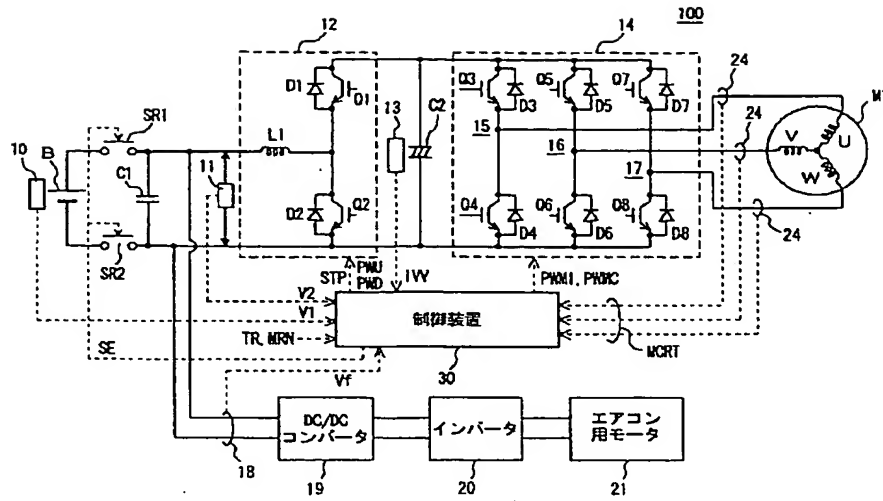 100
12
14
24
M1
D1
Q1
Q3
Q5
Q7
D3
D5
D7
SR1
L1
13
C2
15
16
17
24
U
V
W
10
B
C1
11
D2
Q2
Q4
Q6
Q8
D4
D6
D8
24
SR2
STP
PWU
PWD
IVV
PWMI, PWMC
V2
V1
TR, MRN
SE
制御装置
MCRT
Vf
30
DC/DC
コンバータ
インバータ
エアコン
用モータ
18
19
20
21